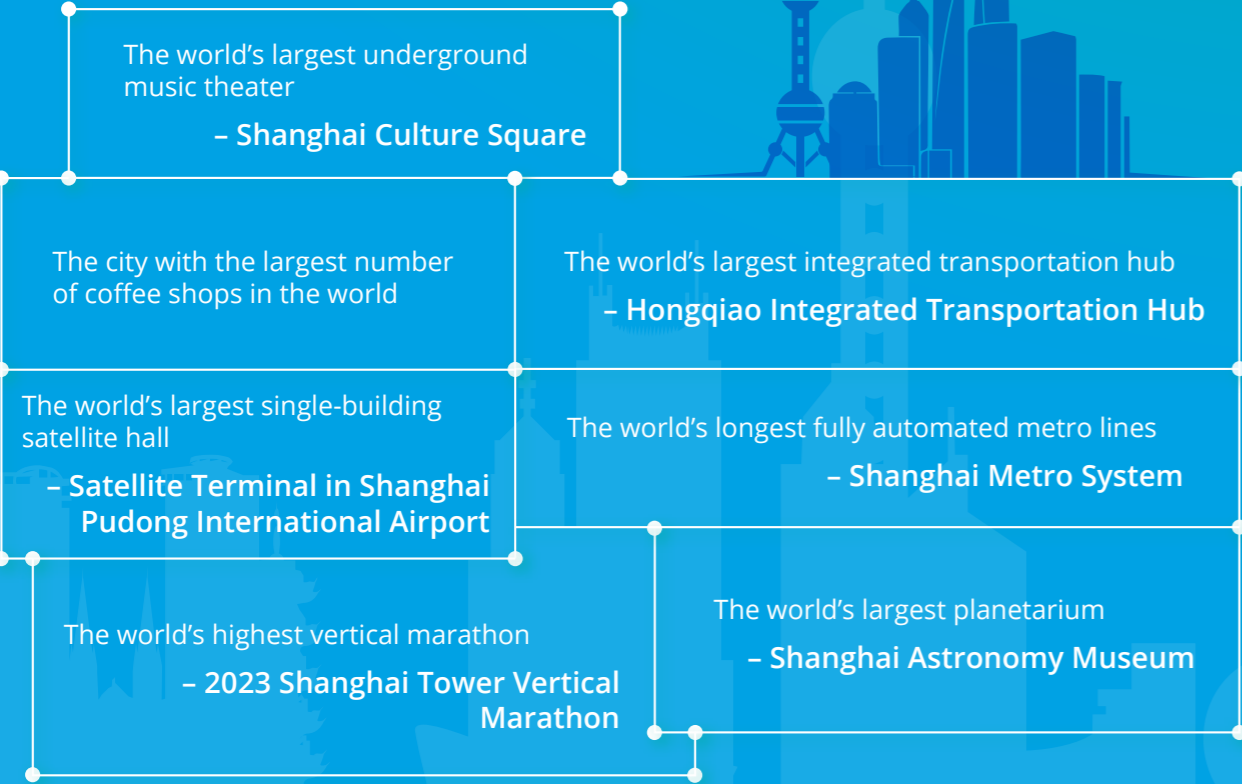 The world’s largest underground
music theater
– Shanghai Culture Square
The city with the largest number
of coffee shops in the world
The world’s largest integrated transportation hub
– Hongqiao Integrated Transportation Hub
The world’s largest single-building
satellite hall
– Satellite Terminal in Shanghai
Pudong International Airport
The world’s longest fully automated metro lines
– Shanghai Metro System
The world’s highest vertical marathon
– 2023 Shanghai Tower Vertical
Marathon
The world’s largest planetarium
– Shanghai Astronomy Museum